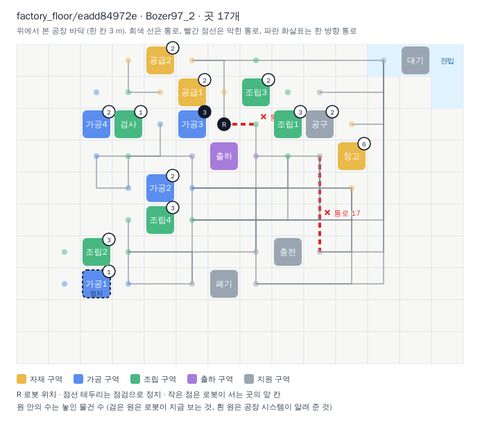 factory_floor/eadd84972e · Bozer97_2 · 곳 17개
위에서 본 공장 바닥 (한 칸 3 m). 회색 선은 통로, 빨간 점선은 막힌 통로, 파란 화살표는 한 방향 통로
공급2 2
대기
전입
공급1 2
조립3 2
가공4 2
검사 1
가공3 3
R
조립1 3
공구 2
출하
창고 6
가공2 2
조립4 3
통로 17
조립2 3
충전
가공1 1
정지
폐기
자재 구역
가공 구역
조립 구역
출하 구역
지원 구역
R 로봇 위치 · 점선 테두리는 점검으로 정지 · 작은 점은 로봇이 서는 곳의 앞 칸
원 안의 수는 놓인 물건 수 (검은 원은 로봇이 지금 보는 것, 흰 원은 공장 시스템이 알려 준 것)